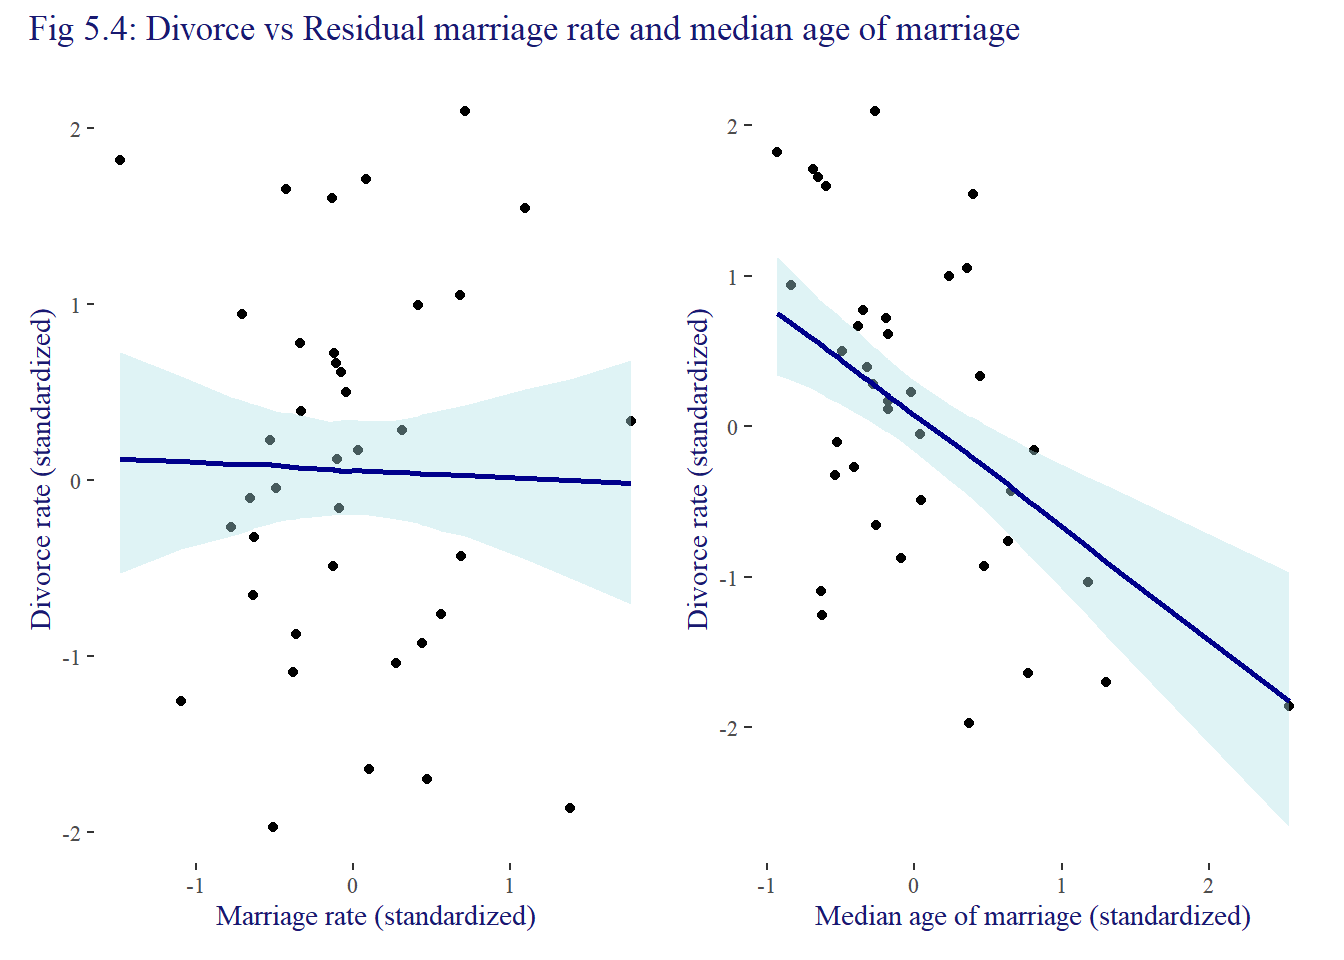 Fig 5.4: Divorce vs Residual marriage rate and median age of marriage
Divorce rate (standardized)
2
1
0
-1
-2
-1 0 1
Marriage rate (standardized)
Divorce rate (standardized)
2
1
0
-1
-2
-1 0 1 2
Median age of marriage (standardized)